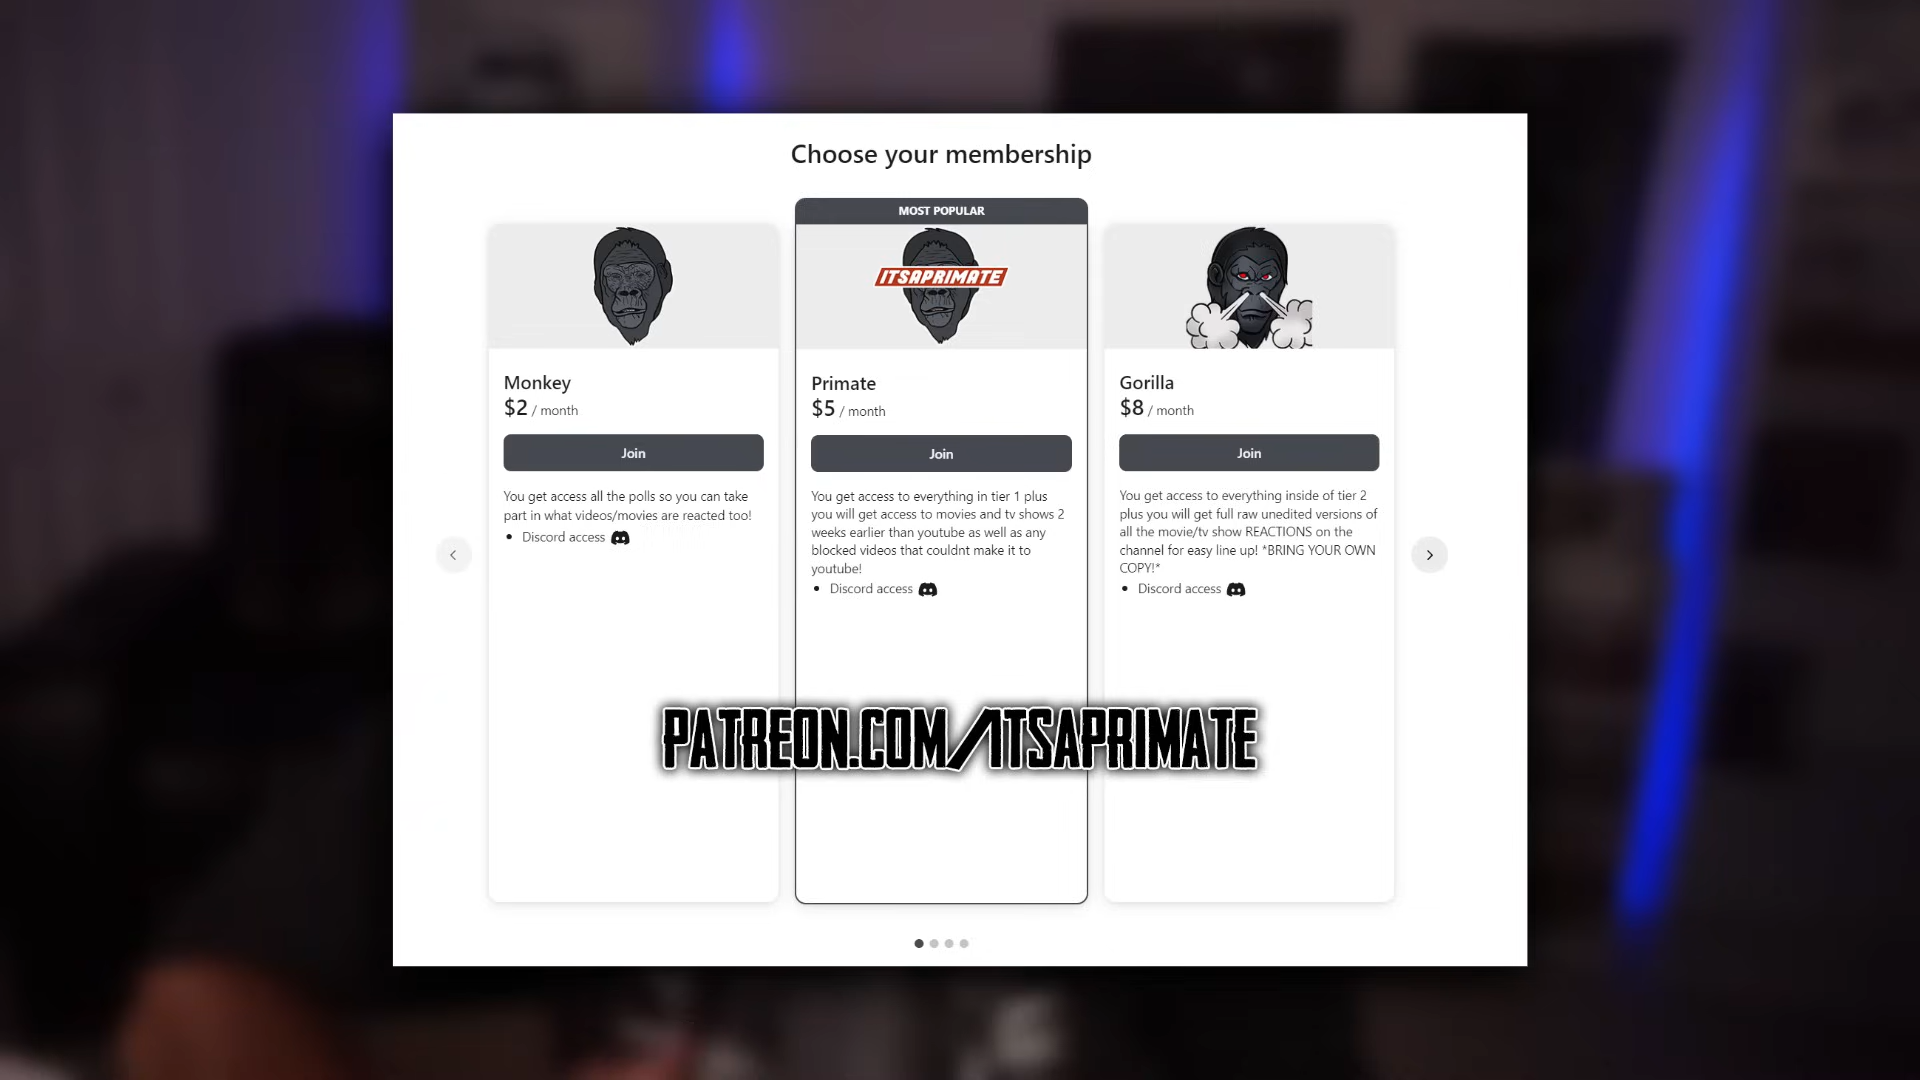 Choose your membership
MOST POPULAR
ITSAPRIMATE
Monkey
$2 / month
Join
You get access all the polls so you can take
part in what videos/movies are reacted too!
• Discord access
Primate
$5 / month
Join
You get access to everything in tier 1 plus
you will get access to movies and tv shows 2
weeks earlier than youtube as well as any
blocked videos that couldnt make it to
youtube!
• Discord access
Gorilla
$8 / month
Join
You get access to everything inside of tier 2
plus you will get full raw unedited versions of
all the movie/tv show REACTIONS on the
channel for easy line up! *BRING YOUR OWN
COPY!*
• Discord access
PATREON.COM/ITSAPRIMATE